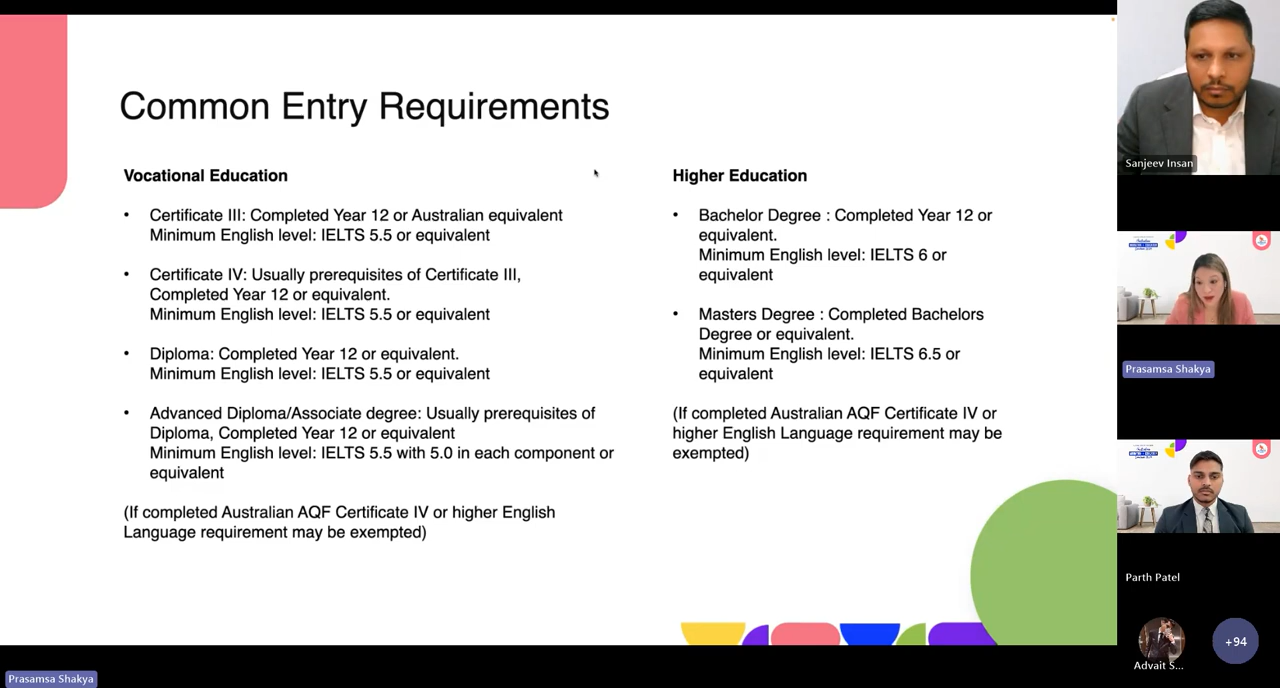 Common Entry Requirements
Vocational Education
• Certificate III: Completed Year 12 or Australian equivalent
Minimum English level: IELTS 5.5 or equivalent
• Certificate IV: Usually prerequisites of Certificate III,
Completed Year 12 or equivalent.
Minimum English level: IELTS 5.5 or equivalent
• Diploma: Completed Year 12 or equivalent.
Minimum English level: IELTS 5.5 or equivalent
• Advanced Diploma/Associate degree: Usually prerequisites of
Diploma, Completed Year 12 or equivalent
Minimum English level: IELTS 5.5 with 5.0 in each component or
equivalent
(If completed Australian AQF Certificate IV or higher English
Language requirement may be exempted)
Higher Education
• Bachelor Degree : Completed Year 12 or
equivalent.
Minimum English level: IELTS 6 or
equivalent
• Masters Degree : Completed Bachelors
Degree or equivalent.
Minimum English level: IELTS 6.5 or
equivalent
(If completed Australian AQF Certificate IV or
higher English Language requirement may be
exempted)
Sanjeev Insan
Prasamsa Shakya
Parth Patel
Advait S...
+94
Prasamsa Shakya